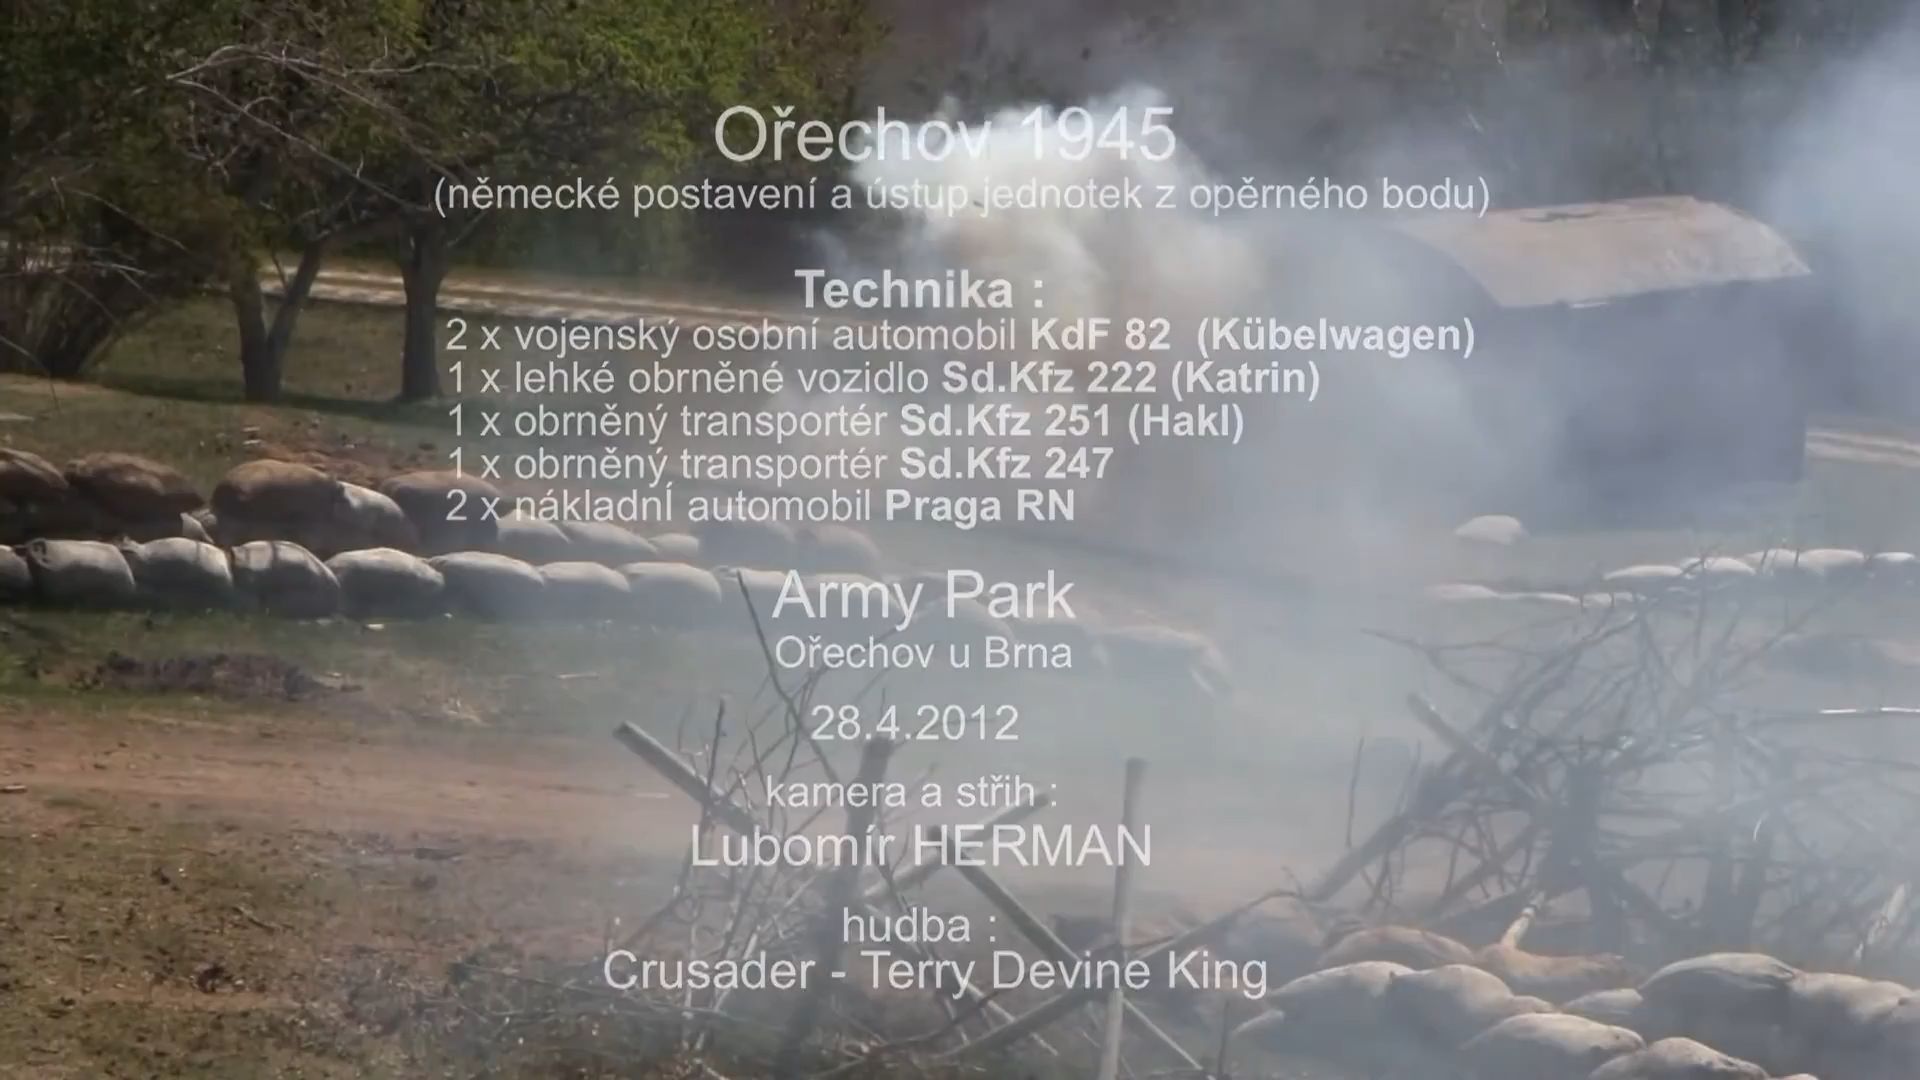 Ořechov 1945
(německé postavení a ústup jednotek z opěrného bodu)
Technika :
2 x vojenský osobní automobil KdF 82 (Kübelwagen)
1 x lehké obrněné vozidlo Sd.Kfz 222 (Katrin)
1 x obrněný transportér Sd.Kfz 251 (Hakl)
1 x obrněný transportér Sd.Kfz 247
2 x nákladnÍ automobil Praga RN
Army Park
Ořechov u Brna
28.4.2012
kamera a střih :
Lubomír HERMAN
hudba :
Crusader - Terry Devine King